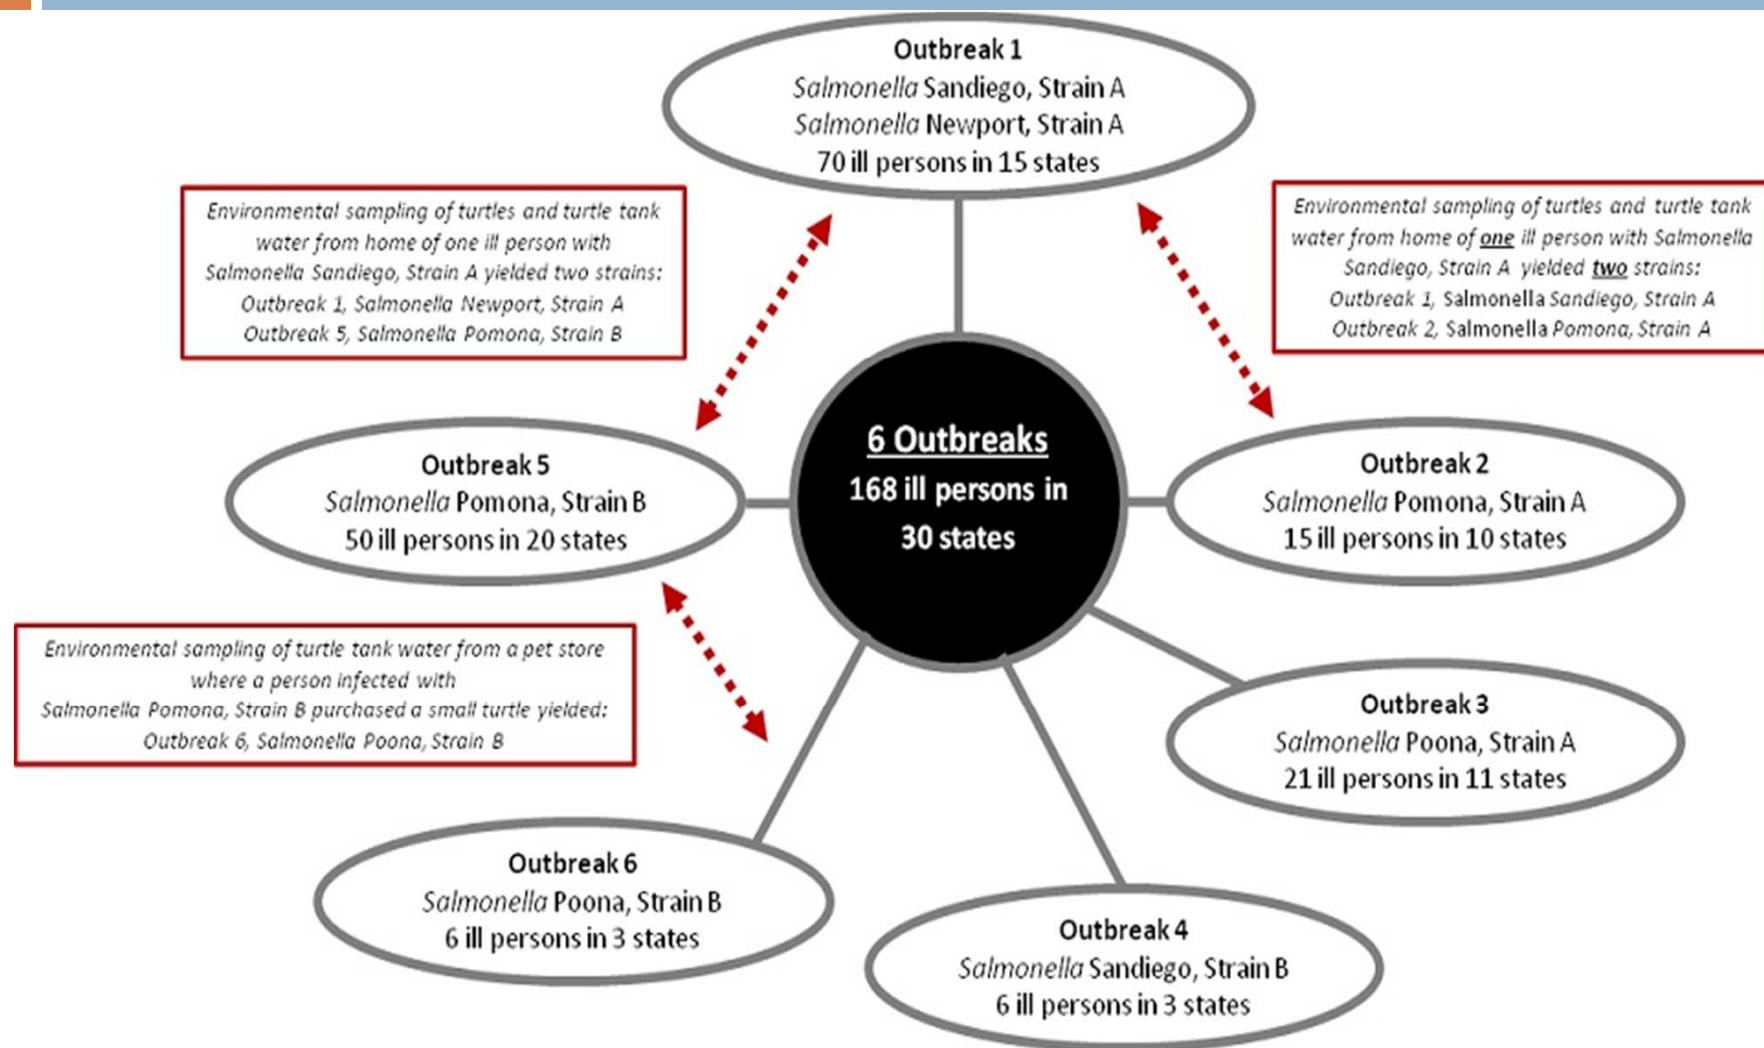 Outbreak 1
Salmonella Sandiego, Strain A
Salmonella Newport, Strain A
70 ill persons in 15 states
Environmental sampling of turtles and turtle tank
water from home of one ill person with
Salmonella Sandiego, Strain A yielded two strains:
Outbreak 1, Salmonella Newport, Strain A
Outbreak 5, Salmonella Pomona, Strain B
Environmental sampling of turtles and turtle tank
water from home of one ill person with Salmonella
Sandiego, Strain A yielded two strains:
Outbreak 1, Salmonella Sandiego, Strain A
Outbreak 2, Salmonella Pomona, Strain A
6 Outbreaks
168 ill persons in
30 states
Outbreak 5
Salmonella Pomona, Strain B
50 ill persons in 20 states
Outbreak 2
Salmonella Pomona, Strain A
15 ill persons in 10 states
Environmental sampling of turtle tank water from a pet store
where a person infected with
Salmonella Pomona, Strain B purchased a small turtle yielded:
Outbreak 6, Salmonella Poona, Strain B
Outbreak 3
Salmonella Poona, Strain A
21 ill persons in 11 states
Outbreak 6
Salmonella Poona, Strain B
6 ill persons in 3 states
Outbreak 4
Salmonella Sandiego, Strain B
6 ill persons in 3 states